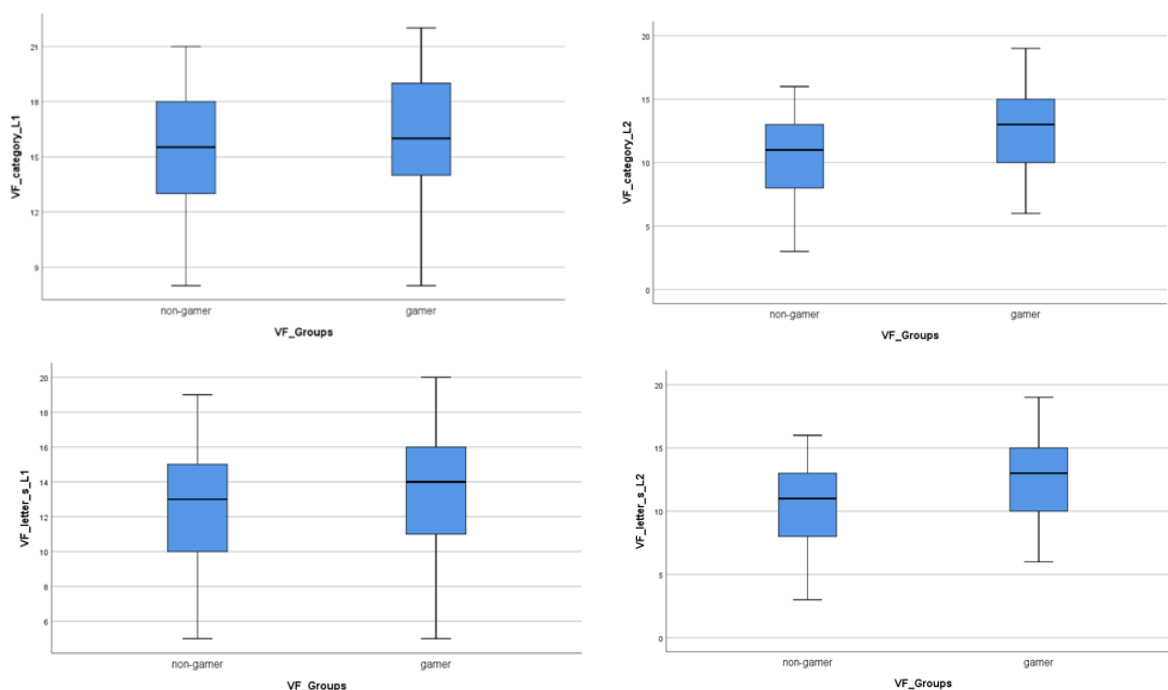 VF_category_L1
21
18
15
12
9
non-gamer gamer
VF_Groups
VF_category_L2
20
15
10
5
0
non-gamer gamer
VF_Groups
VF_letter_s_L1
20
18
16
14
12
10
8
6
non-gamer gamer
VF_Groups
VF_letter_s_L2
20
15
10
5
0
non-gamer gamer
VF_Groups